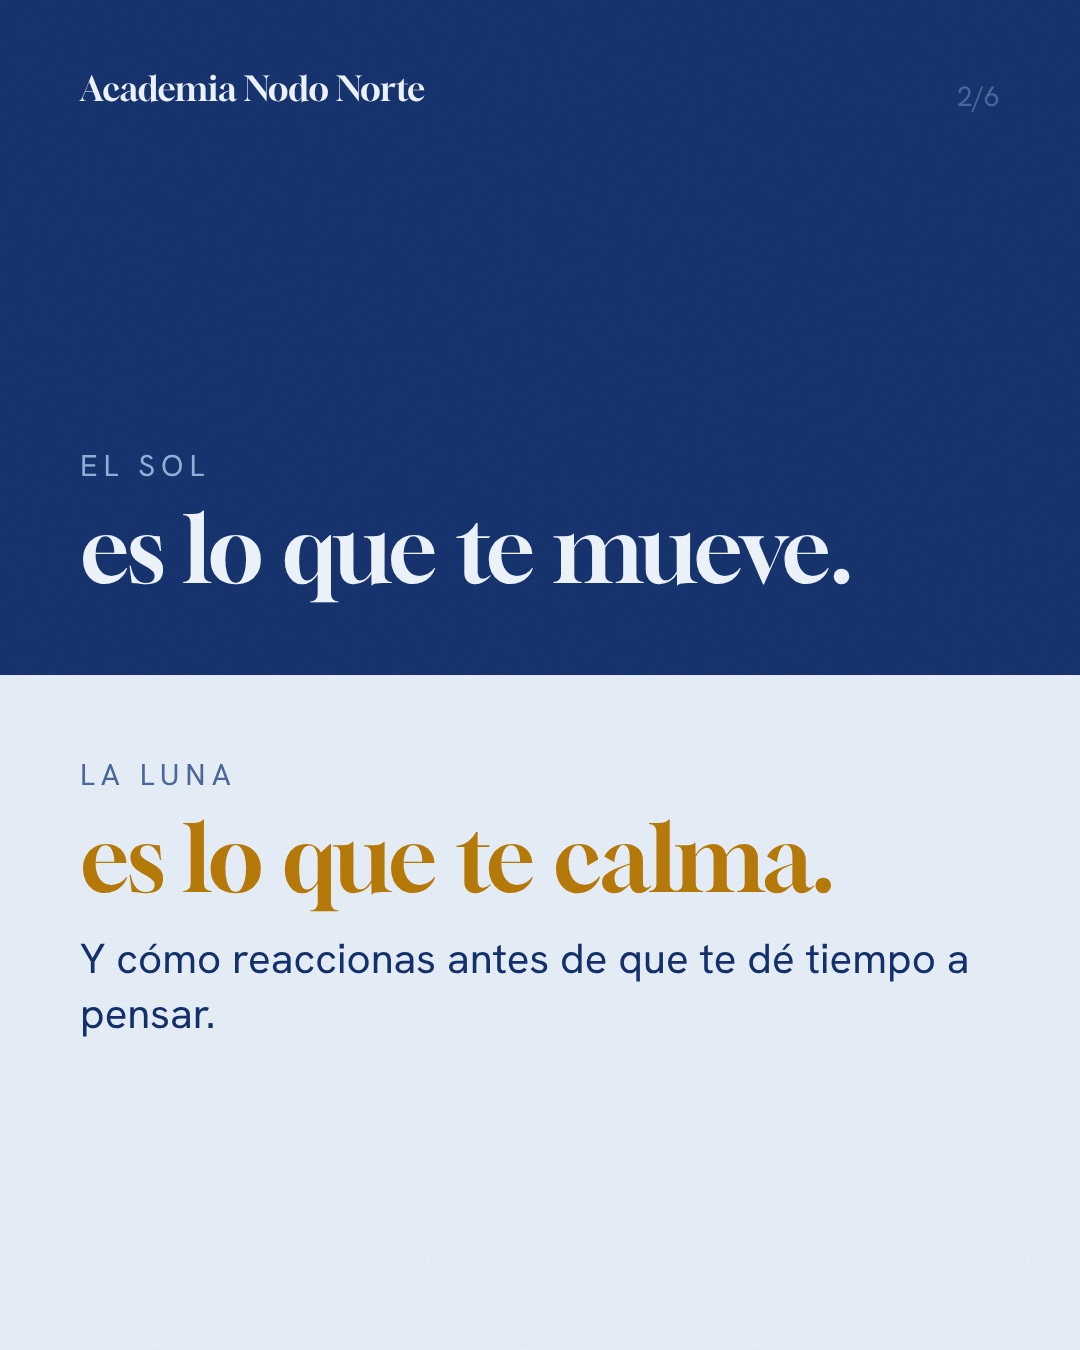 Academia Nodo Norte
2/6
EL SOL
es lo que te mueve.
LA LUNA
es lo que te calma.
Y cómo reaccionas antes de que te dé tiempo a
pensar.